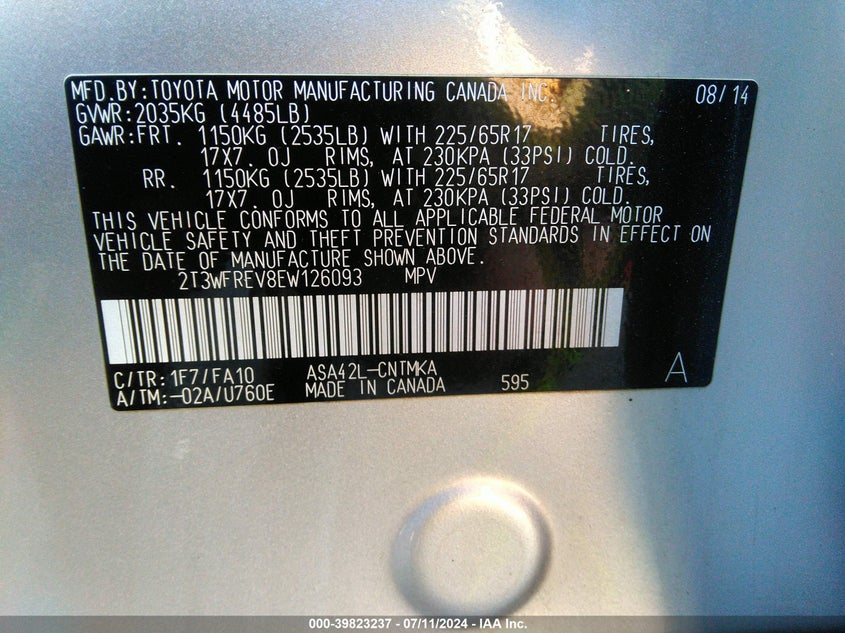 MFD.BY:TOYOTA MOTOR MANUFACTURING CANADA INC. 08/14
GVWR:2035KG (4485LB)
GAWR:FRT. 1150KG (2535LB) WITH 225/65R17 TIRES,
17X7.0J RIMS, AT 230KPA (33PSI) COLD.
RR. 1150KG (2535LB) WITH 225/65R17 TIRES,
17X7.0J RIMS, AT 230KPA (33PSI) COLD.
THIS VEHICLE CONFORMS TO ALL APPLICABLE FEDERAL MOTOR
VEHICLE SAFETY AND THEFT PREVENTION STANDARDS IN EFFECT ON
THE DATE OF MANUFACTURE SHOWN ABOVE.
2T3WFREV8EW126093 MPV
C/TR:1F7/FA10 ASA42L-CNTMKA A
A/TM:-02A/U760E MADE IN CANADA 595
000-39823237 - 07/11/2024 - IAA Inc.